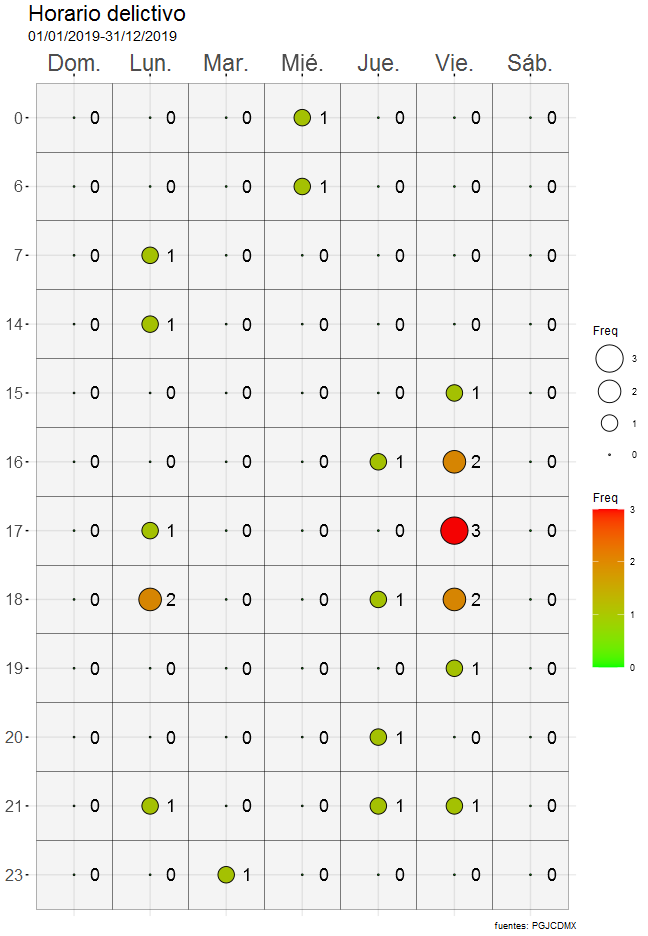 Horario delictivo
01/01/2019-31/12/2019
Dom. Lun. Mar. Mié. Jue. Vie. Sáb.
0 0 0 0 1 0 0 0
6 0 0 0 1 0 0 0
7 0 1 0 0 0 0 0
14 0 1 0 0 0 0 0
15 0 0 0 0 0 1 0
16 0 0 0 0 1 2 0
17 0 1 0 0 0 3 0
18 0 2 0 0 1 2 0
19 0 0 0 0 0 1 0
20 0 0 0 0 1 0 0
21 0 1 0 0 1 1 0
23 0 0 1 0 0 0 0
Freq
3
2
1
0
Freq
3
2
1
0
fuentes: PGJCDMX